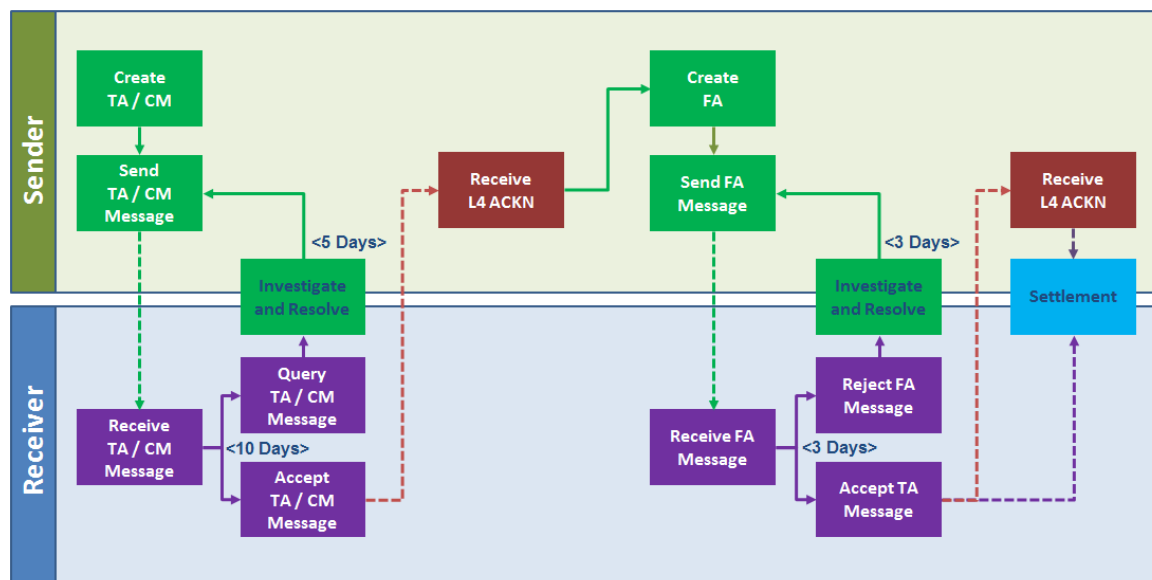 Sender
Create
TA / CM
Send
TA / CM
Message
<5 Days>
Investigate
and Resolve
Receive
L4 ACKN
Create
FA
Send FA
Message
<3 Days>
Investigate
and Resolve
Receive
L4 ACKN
Settlement
Receiver
Receive
TA / CM
Message
<10 Days>
Query
TA / CM
Message
Accept
TA / CM
Message
Receive FA
Message
<3 Days>
Reject FA
Message
Accept TA
Message